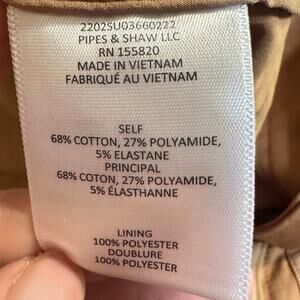 2202SU03660222
PIPES & SHAW LLC
RN 155820
MADE IN VIETNAM
FABRIQUÉ AU VIETNAM
SELF
68% COTTON, 27% POLYAMIDE,
5% ELASTANE
PRINCIPAL
68% COTON, 27% POLYAMIDE,
5% ÉLASTHANNE
LINING
100% POLYESTER
DOUBLURE
100% POLYESTER